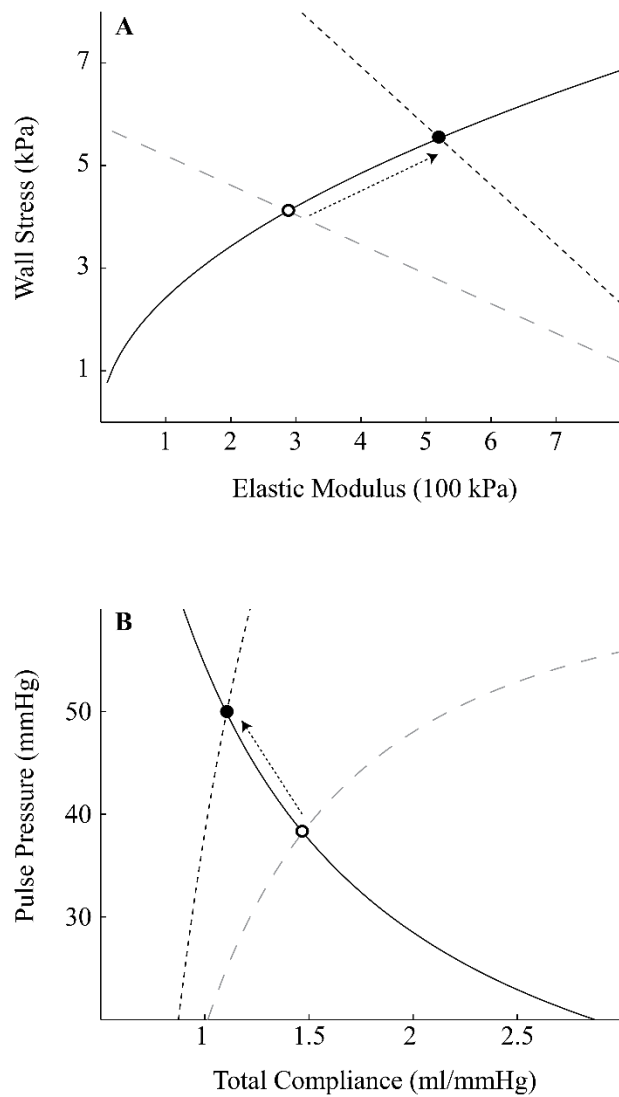 A
7
5
3
1
Wall Stress (kPa)
1 2 3 4 5 6 7
Elastic Modulus (100 kPa)
B
50
40
30
Pulse Pressure (mmHg)
1 1.5 2 2.5
Total Compliance (ml/mmHg)